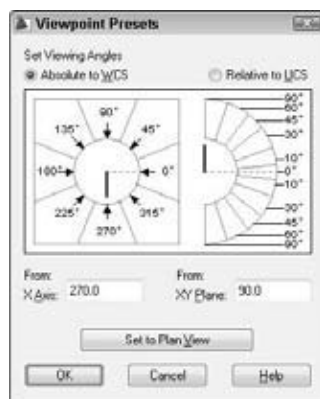 Viewpoint Presets
Set Viewing Angles
Absolute to WCS
Relative to UCS
90°
135°
45°
180°
0°
225°
315°
270°
90°
60°
45°
30°
10°
0°
10°
30°
45°
60°
90°
From:
X Axis: 270.0
From:
XY Plane: 90.0
Set to Plan View
OK
Cancel
Help